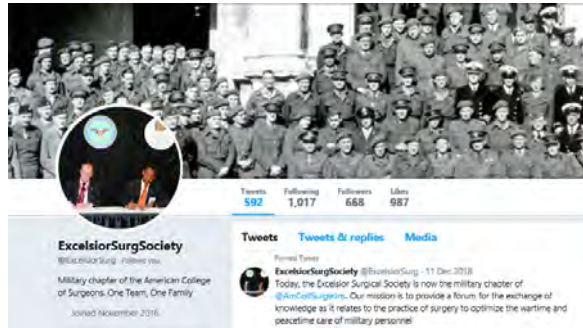 Tweets Following Followers Likes
592 1,017 668 987
ExcelsiorSurgSociety
@ExcelsiorSurg Follows you
Military chapter of the American College
of Surgeons. One Team, One Family
Joined November 2016
Tweets Tweets & replies Media
Pinned Tweet
ExcelsiorSurgSociety @ExcelsiorSurg · 11 Dec 2018
Today, the Excelsior Surgical Society is now the military chapter of
@AmCollSurgeons. Our mission is to provide a forum for the exchange of
knowledge as it relates to the practice of surgery to optimize the wartime and
peacetime care of military personnel